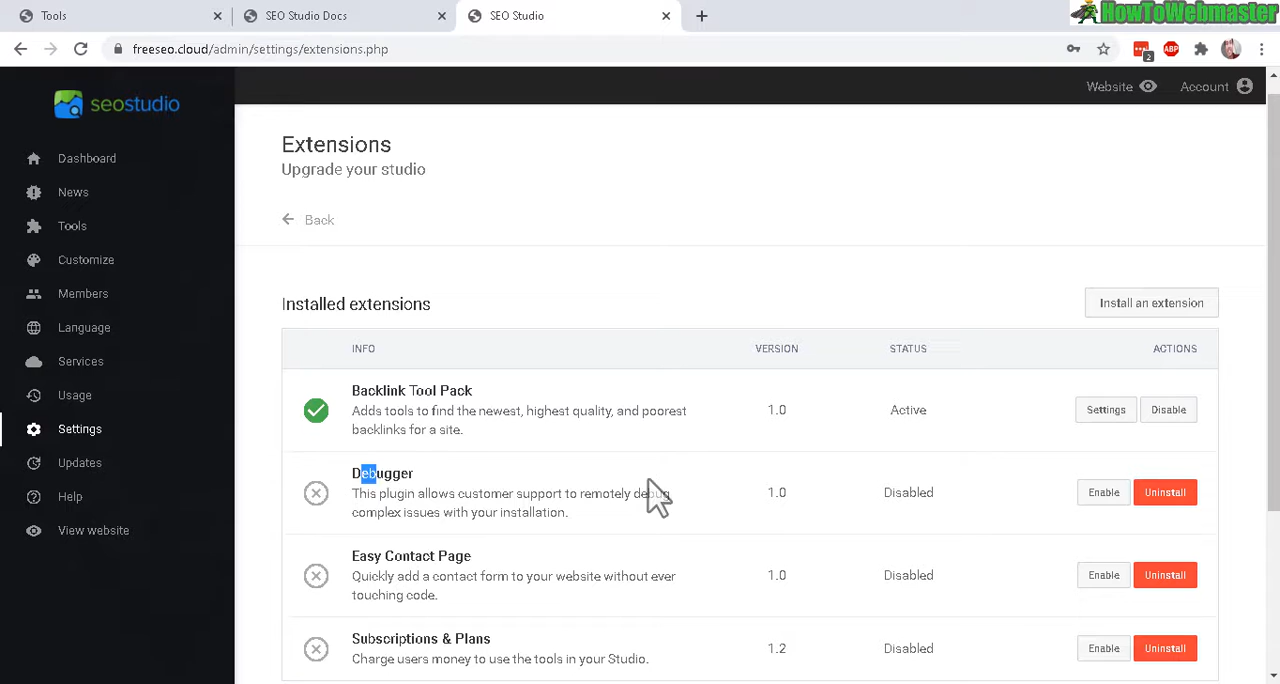 Tools
SEO Studio Docs
SEO Studio
HowToWebmaster
freeseo.cloud/admin/settings/extensions.php
2
ABP
seostudio
Website
Account
Dashboard
News
Tools
Customize
Members
Language
Services
Usage
Settings
Updates
Help
View website
Extensions
Upgrade your studio
Back
Installed extensions
Install an extension
INFO VERSION STATUS ACTIONS
Backlink Tool Pack
Adds tools to find the newest, highest quality, and poorest
backlinks for a site.
1.0 Active Settings Disable
Debugger
This plugin allows customer support to remotely debug
complex issues with your installation.
1.0 Disabled Enable Uninstall
Easy Contact Page
Quickly add a contact form to your website without ever
touching code.
1.0 Disabled Enable Uninstall
Subscriptions & Plans
Charge users money to use the tools in your Studio.
1.2 Disabled Enable Uninstall